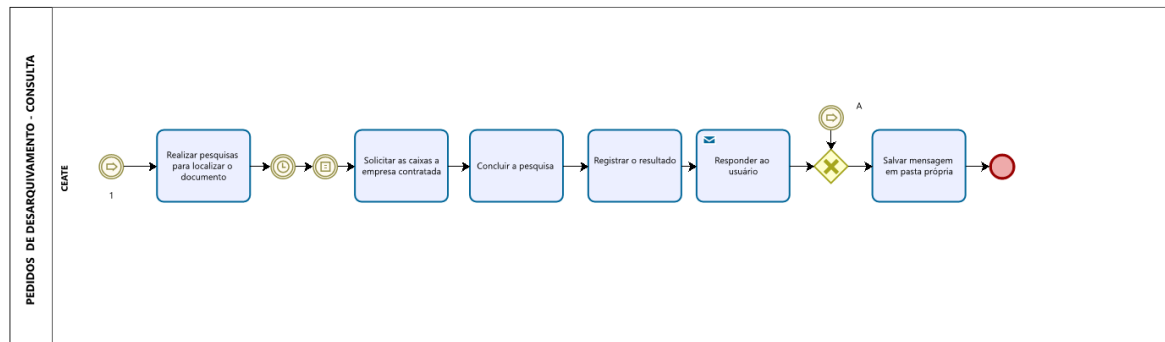 PEDIDOS DE DESARQUIVAMENTO - CONSULTA
CEATE
1
Realizar pesquisas
para localizar o
documento
Solicitar as caixas a
empresa contratada
Concluir a pesquisa
Registrar o resultado
Responder ao
usuário
A
Salvar mensagem
em pasta própria